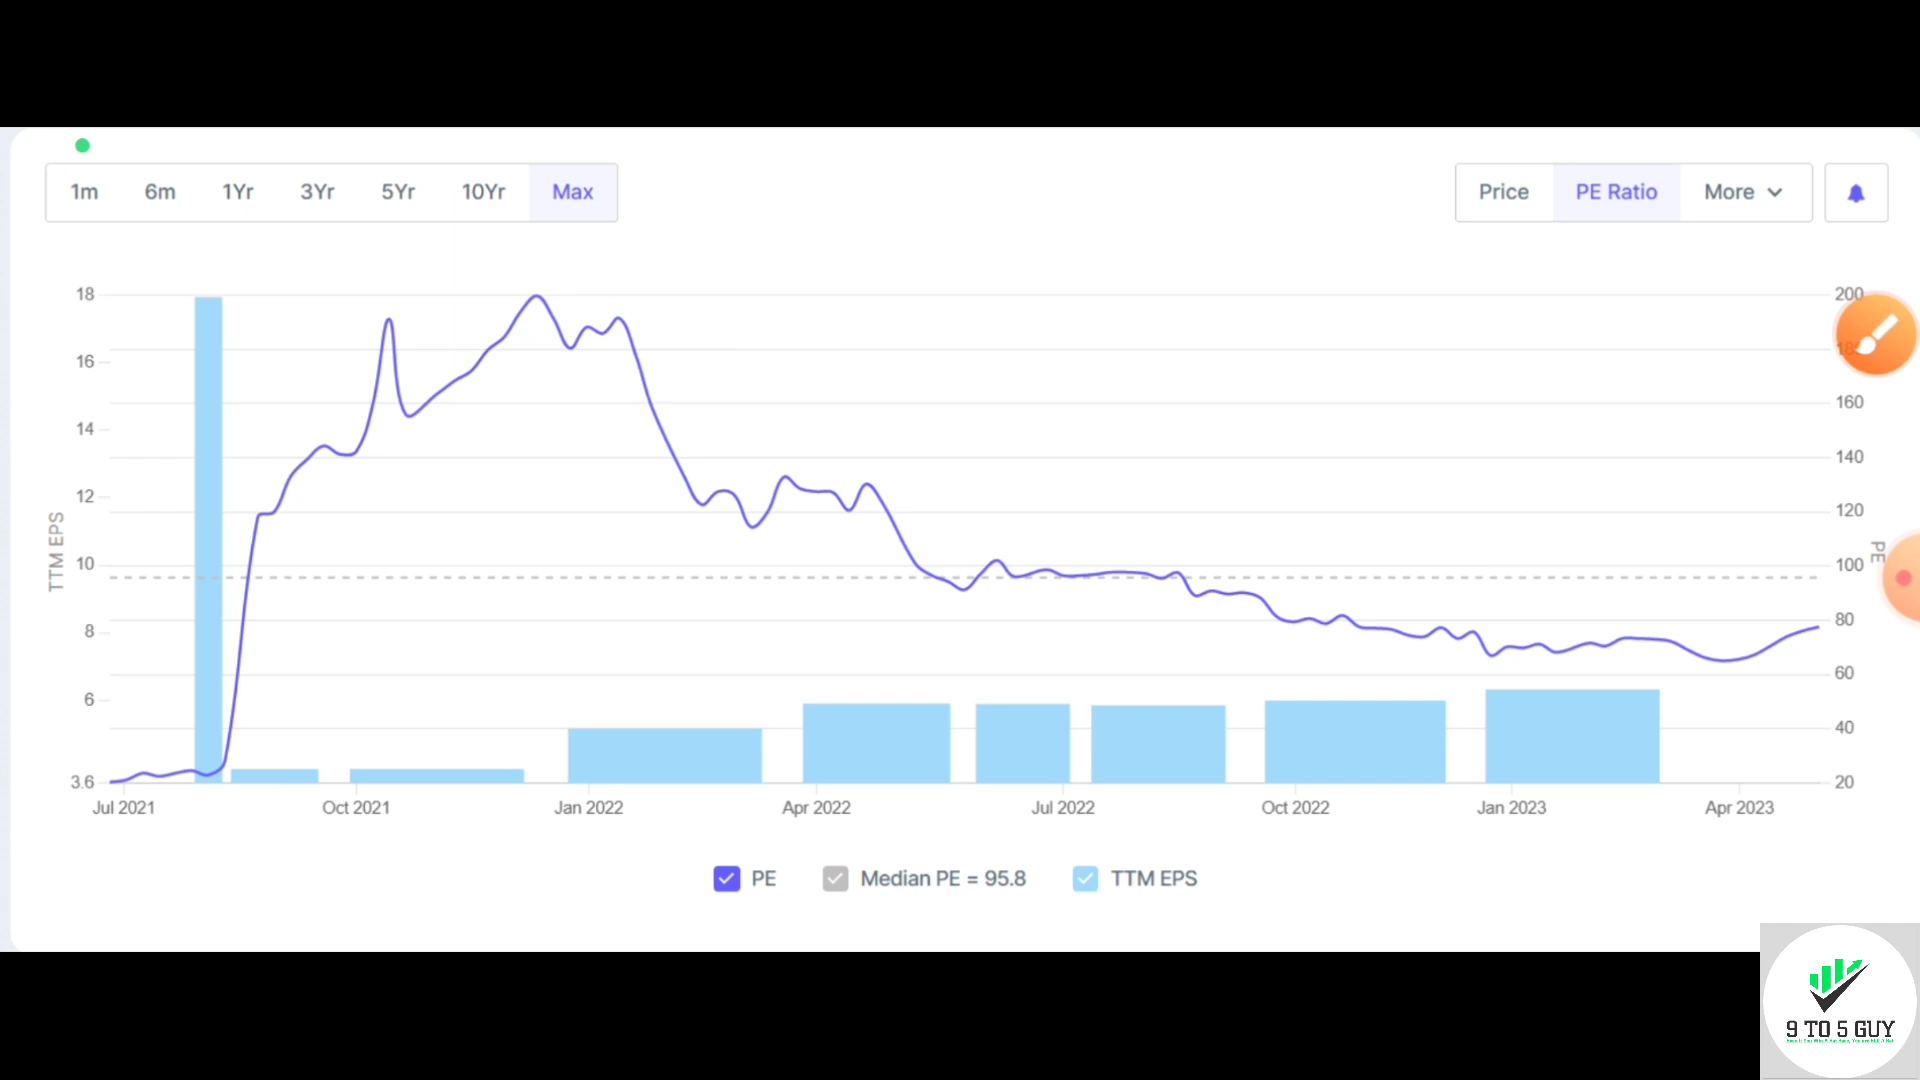 1m 6m 1Yr 3Yr 5Yr 10Yr Max
Price PE Ratio More
18
16
14
12
10
8
6
3.6
TTM EPS
200
160
140
120
100
80
60
40
20
PE
Jul 2021 Oct 2021 Jan 2022 Apr 2022 Jul 2022 Oct 2022 Jan 2023 Apr 2023
PE Median PE = 95.8 TTM EPS
9 TO 5 GUY